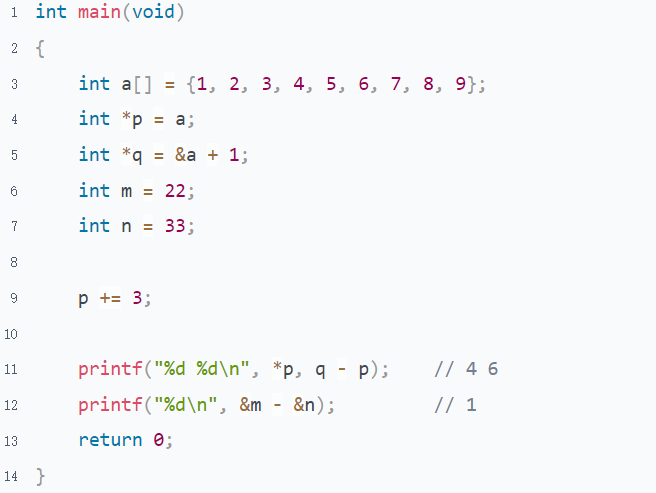 1 int main(void)
2 {
3     int a[] = {1, 2, 3, 4, 5, 6, 7, 8, 9};
4     int *p = a;
5     int *q = &a + 1;
6     int m = 22;
7     int n = 33;
8
9     p += 3;
10
11     printf("%d %d\n", *p, q - p);    // 4 6
12     printf("%d\n", &m - &n);         // 1
13     return 0;
14 }